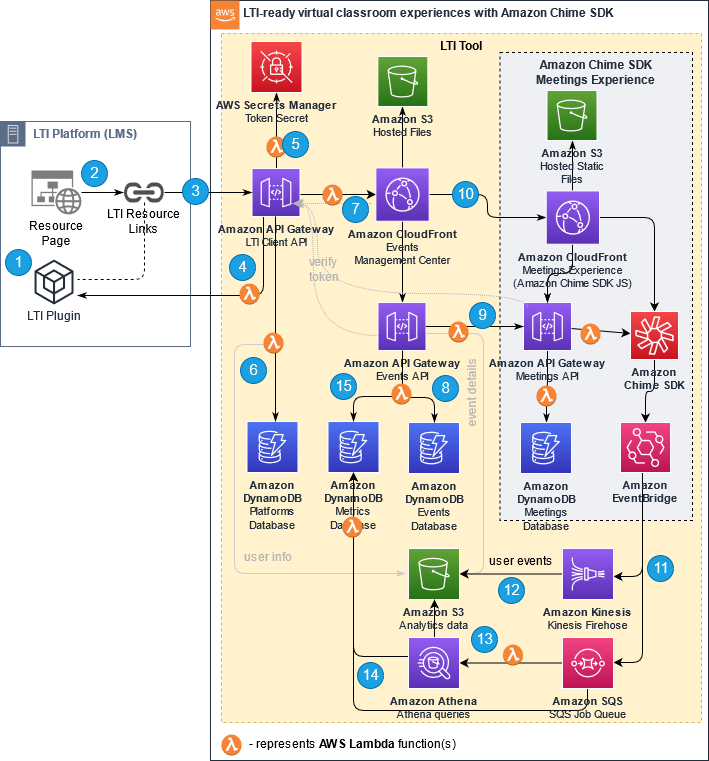 aws
LTI-ready virtual classroom experiences with Amazon Chime SDK
LTI Tool
Amazon Chime SDK
Meetings Experience
AWS Secrets Manager
Token Secret
Amazon S3
Hosted Files
Amazon S3
Hosted Static
Files
LTI Platform (LMS)
5
2
3
7
10
Resource
Page
LTI Resource
Links
Amazon API Gateway
LTI Client API
Amazon CloudFront
Events
Management Center
Amazon CloudFront
Meetings Experience
(Amazon Chime SDK JS)
1
4
verify
token
LTI Plugin
9
6
Amazon API Gateway
Events API
Amazon API Gateway
Meetings API
Amazon
Chime SDK
15
8
event details
Amazon
DynamoDB
Platforms
Database
Amazon
DynamoDB
Metrics
Database
Amazon
DynamoDB
Events
Database
Amazon
DynamoDB
Meetings
Database
Amazon
EventBridge
user info
user events
11
12
Amazon S3
Analytics data
Amazon Kinesis
Kinesis Firehose
13
14
Amazon Athena
Athena queries
Amazon SQS
SQS Job Queue
- represents AWS Lambda function(s)